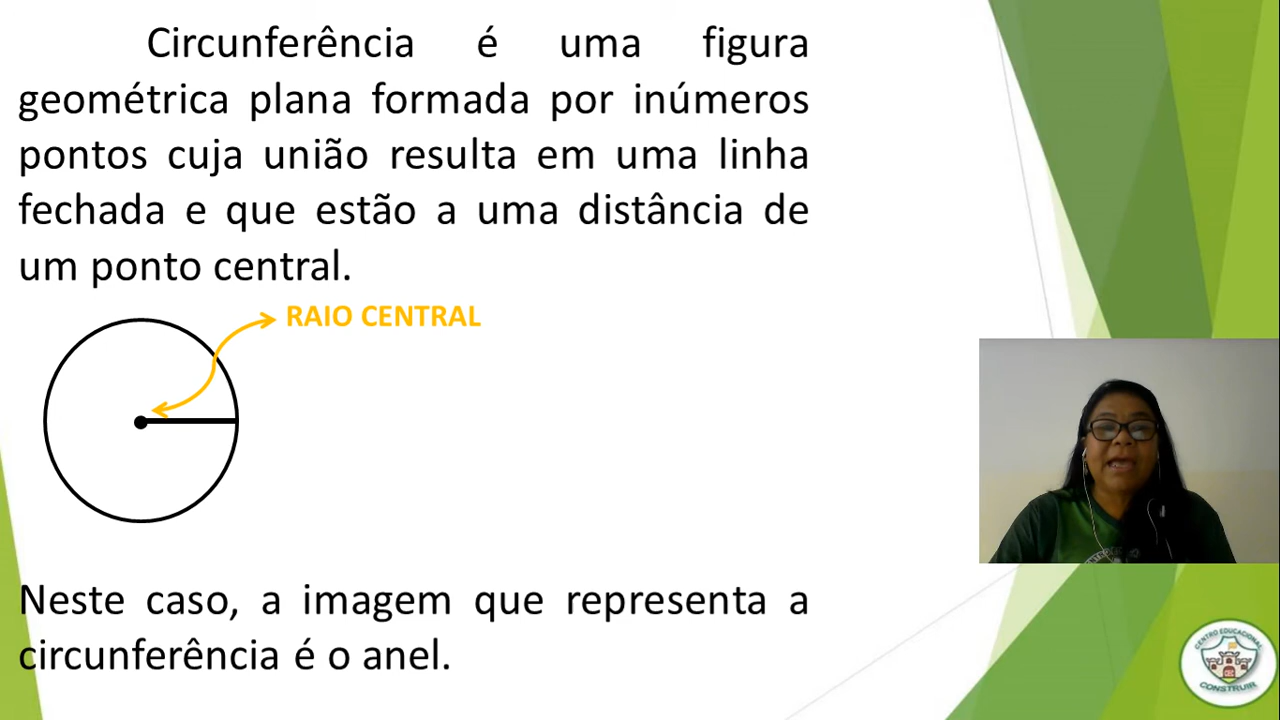 Circunferência é uma figura
geométrica plana formada por inúmeros
pontos cuja união resulta em uma linha
fechada e que estão a uma distância de
um ponto central.
RAIO CENTRAL
Neste caso, a imagem que representa a
circunferência é o anel.
CENTRO EDUCACIONAL
CONSTRUIR